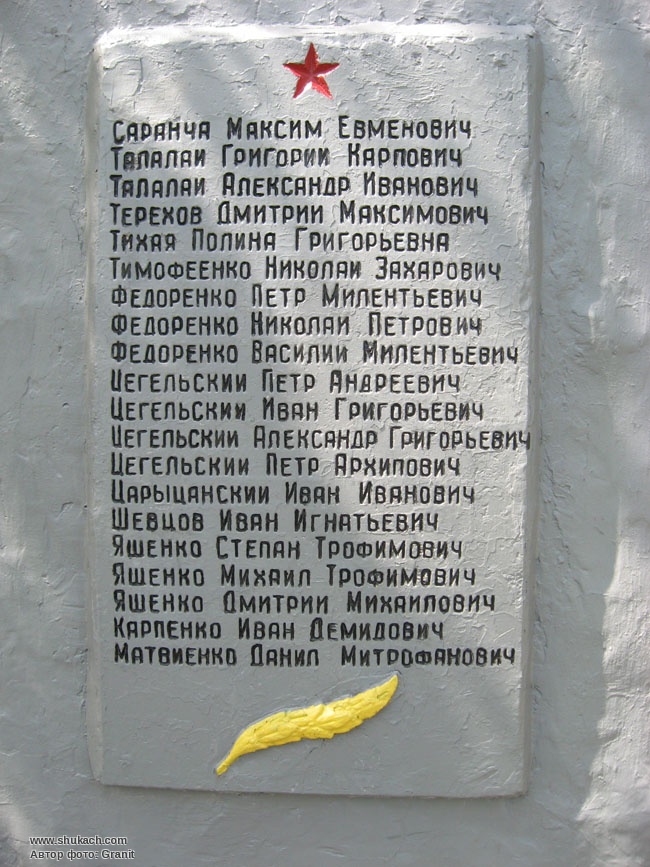 Саранча Максим Евменович
Талалаи Григории Карпович
Талалаи Александр Иванович
Терехов Дмитрии Максимович
Тихая Полина Григорьевна
Тимофеенко Николаи Захарович
Федоренко Петр Милентьевич
Федоренко Николаи Петрович
Федоренко Василии Милентьевич
Цегельскии Петр Андреевич
Цегельскии Иван Григорьевич
Цегельскии Александр Григорьевич
Цегельскии Петр Архипович
Царыцанскии Иван Иванович
Шевцов Иван Игнатьевич
Яшенко Степан Трофимович
Яшенко Михаил Трофимович
Яшенко Дмитрии Михаилович
Карпенко Иван Демидович
Матвиенко Данил Митрофанович
www.shukach.com
Автор фото: Granit